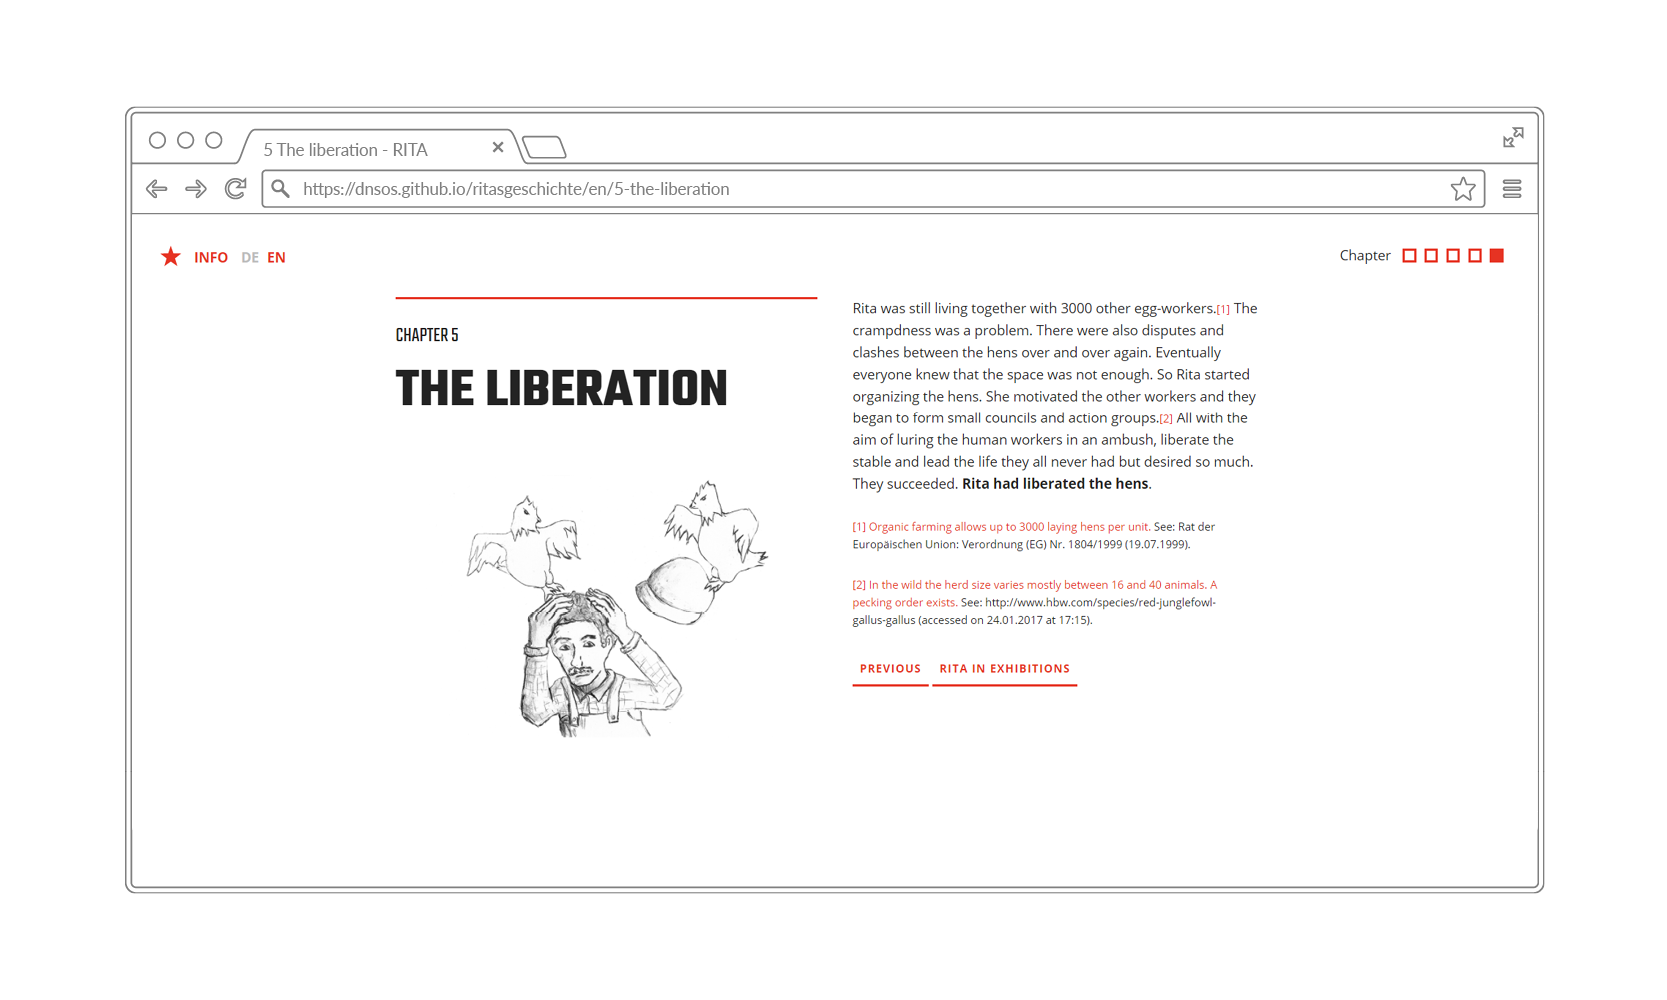 5 The liberation - RITA
https://dnsos.github.io/ritasgeschichte/en/5-the-liberation
INFO DE EN
Chapter
CHAPTER 5
THE LIBERATION
Rita was still living together with 3000 other egg-workers.[1] The
crampdness was a problem. There were also disputes and
clashes between the hens over and over again. Eventually
everyone knew that the space was not enough. So Rita started
organizing the hens. She motivated the other workers and they
began to form small councils and action groups.[2] All with the
aim of luring the human workers in an ambush, liberate the
stable and lead the life they all never had but desired so much.
They succeeded. Rita had liberated the hens.
[1] Organic farming allows up to 3000 laying hens per unit. See: Rat der
Europäischen Union: Verordnung (EG) Nr. 1804/1999 (19.07.1999).
[2] In the wild the herd size varies mostly between 16 and 40 animals. A
pecking order exists. See: http://www.hbw.com/species/red-junglefowl-
gallus-gallus (accessed on 24.01.2017 at 17:15).
PREVIOUS RITA IN EXHIBITIONS